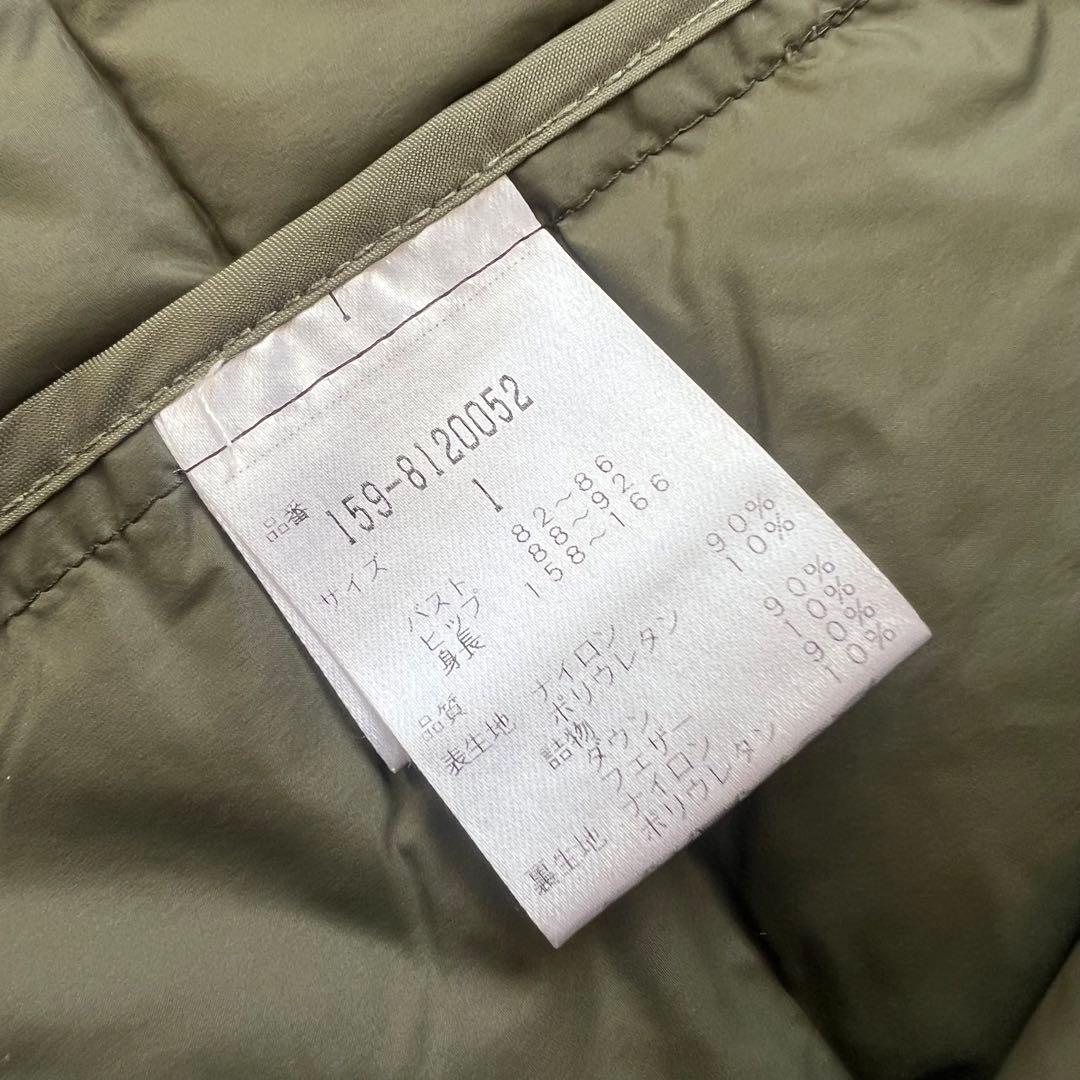 1
品番 159-8120052
サイズ 1
バスト 82~86
ヒップ 88~92
身長 158~166
品質
表生地 ナイロン 90%
ポリウレタン 10%
詰物
ダウン 90%
フェザー 10%
裏生地 ナイロン 90%
ポリウレタン 10%